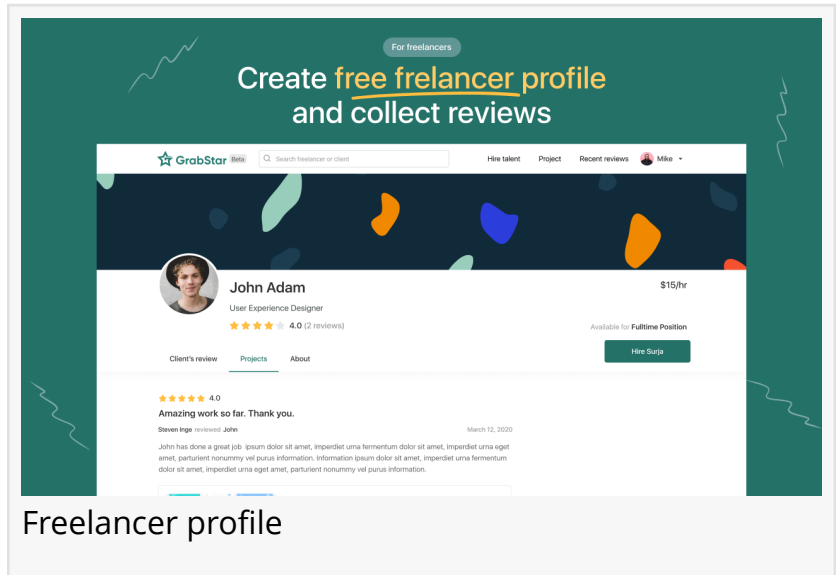 For freelancers
Create free frelancer profile
and collect reviews
GrabStar Beta Search freelancer or client Hire talent Project Recent reviews Mike
John Adam $15/hr
User Experience Designer
4.0 (2 reviews) Available for Fulltime Position
Hire Surja
Client's review Projects About
4.0
Amazing work so far. Thank you.
Steven Inge reviewed John March 12, 2020
John has done a great job ipsum dolor sit amet, imperdiet urna fermentum dolor sit amet, imperdiet urna eget
amet, parturient nonummy vel purus information. Information ipsum dolor sit amet, imperdiet urna fermentum
dolor sit amet, imperdiet urna eget amet, parturient nonummy vel purus information.
Freelancer profile